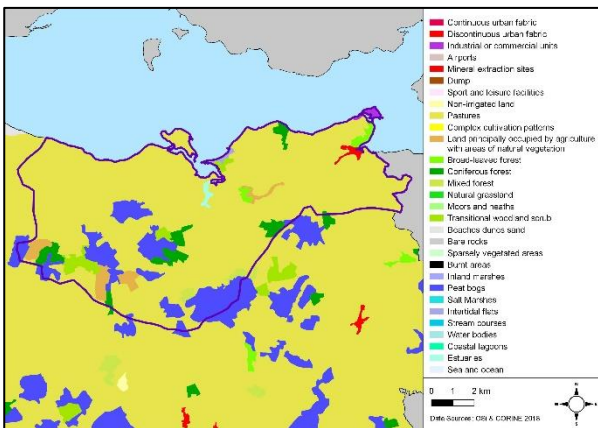 Continuous urban fabric
Discontinuous urban fabric
Industrial or commercial units
Airports
Mineral extraction sites
Dump
Sport and leisure facilities
Non-irrigated land
Pastures
Complex cultivation patterns
Land principally occupied by agriculture
with areas of natural vegetation
Broad-leaved forest
Coniferous forest
Mixed forest
Natural grassland
Moors and heaths
Transitional wood and scrub
Beaches dunes sand
Bare rocks
Sparsely vegetated areas
Burnt areas
Inland marshes
Peat bogs
Salt Marshes
Intertidal flats
Stream courses
Water bodies
Coastal lagoons
Estuaries
Sea and ocean
0 1 2 km
Data Sources: OSi & CORINE 2018